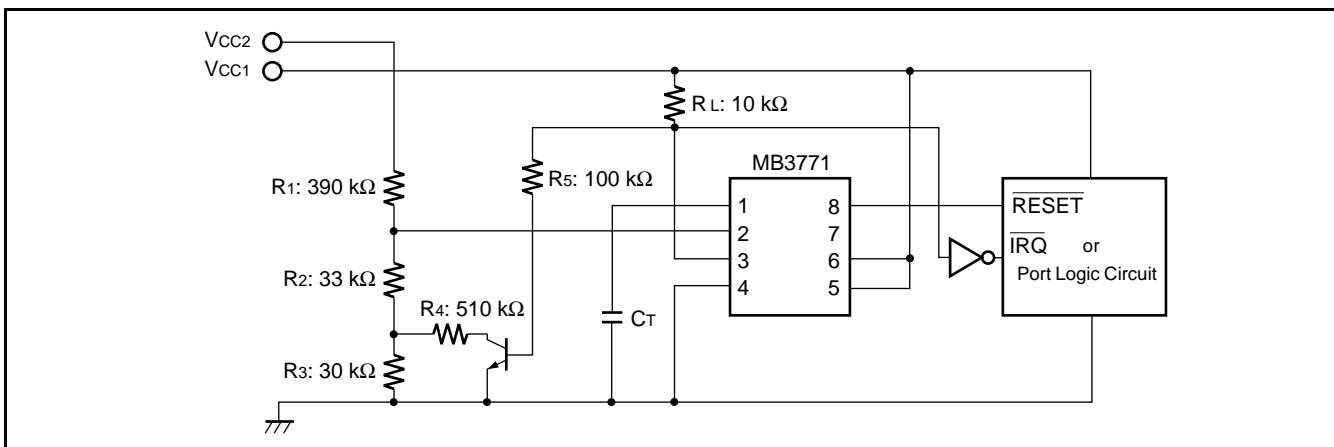 VCC2
VCC1
RL: 10 kΩ
MB3771
R1: 390 kΩ
R5: 100 kΩ
1
8
RESET
2
7
IRQ or
R2: 33 kΩ
3
6
Port Logic Circuit
4
5
R4: 510 kΩ
CT
R3: 30 kΩ